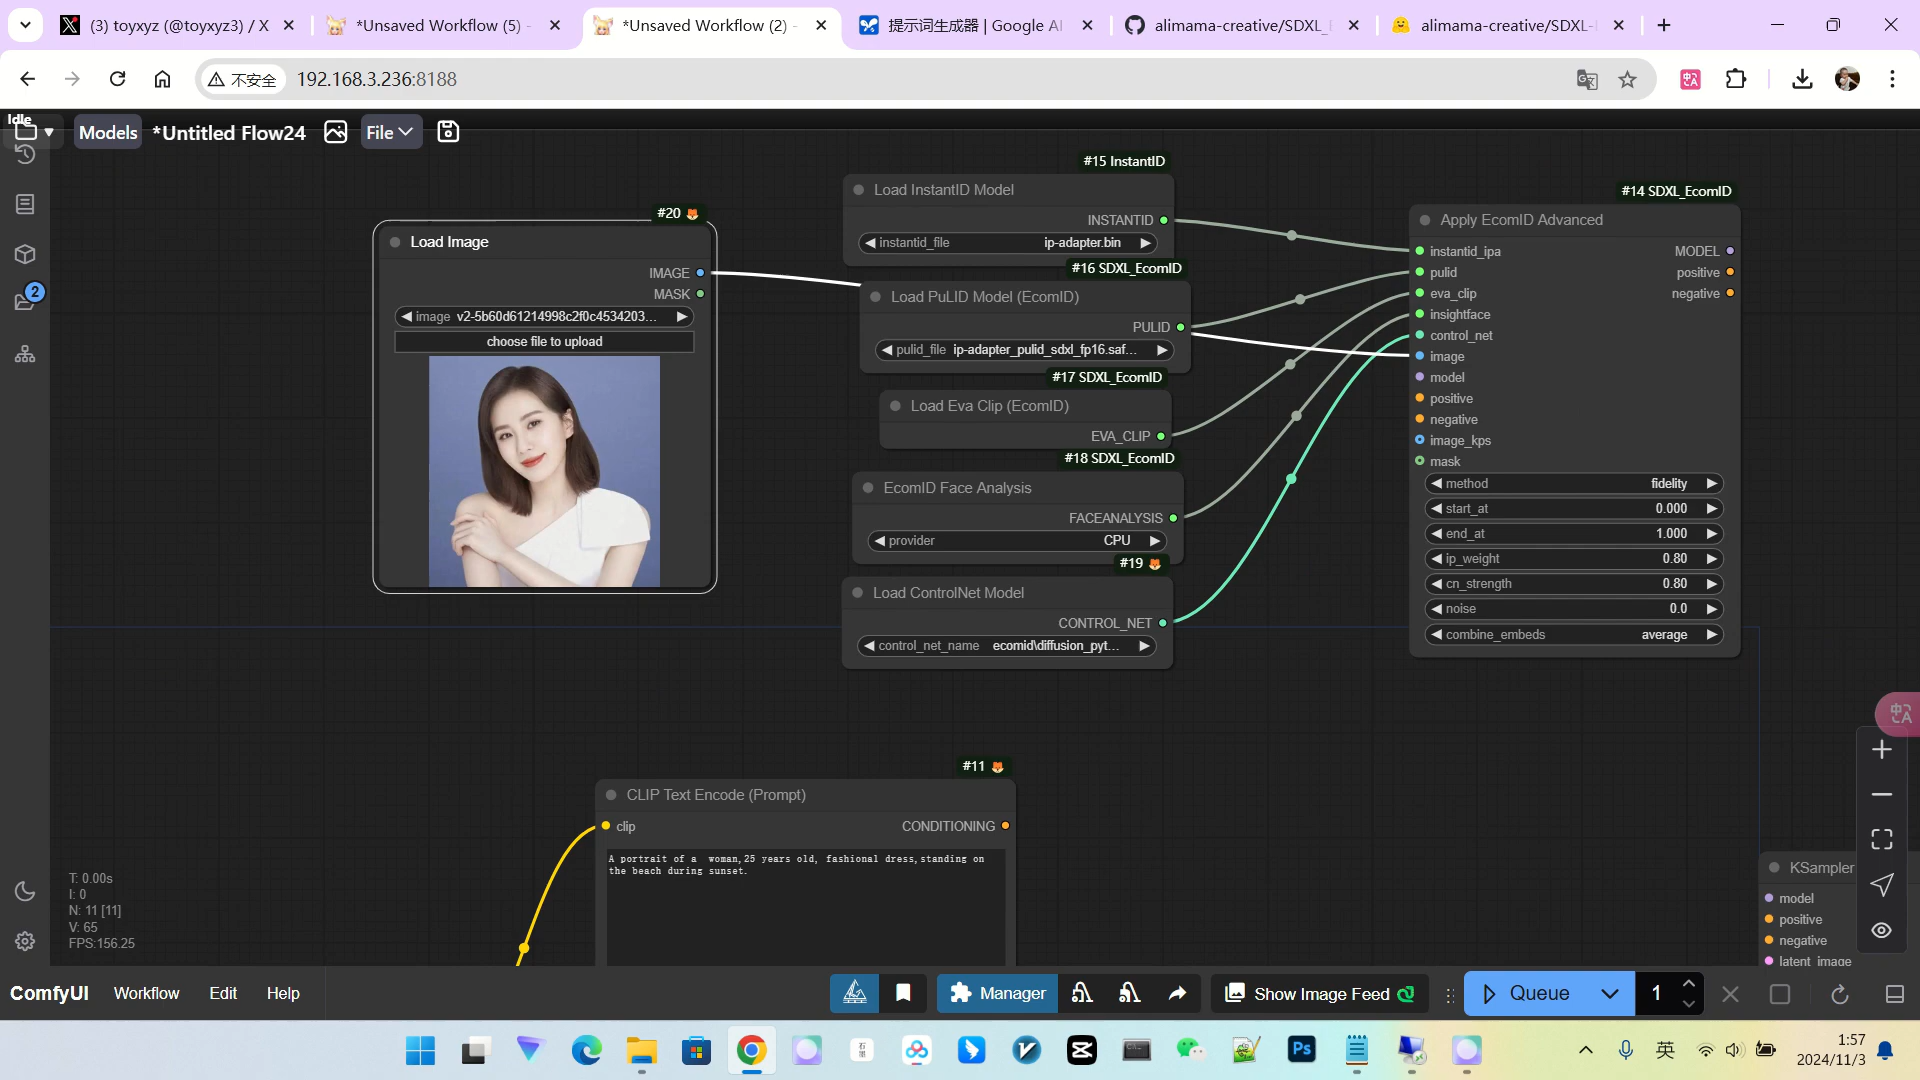 (3) toyxyz (@toyxyz3) / X
*Unsaved Workflow (5) -
*Unsaved Workflow (2) -
提示词生成器 | Google AI
alimama-creative/SDXL_E
alimama-creative/SDXL-
不安全
192.168.3.236:8188
Idle
Models
*Untitled Flow24
File
2
#20
Load Image
IMAGE
MASK
image v2-5b60d61214998c2f0c4534203...
choose file to upload
#15 InstantID
Load InstantID Model
INSTANTID
instantid_file ip-adapter.bin
#16 SDXL_EcomID
Load PuLID Model (EcomID)
PULID
pulid_file ip-adapter_pulid_sdxl_fp16.saf...
#17 SDXL_EcomID
Load Eva Clip (EcomID)
EVA_CLIP
#18 SDXL_EcomID
EcomID Face Analysis
FACEANALYSIS
provider CPU
#19
Load ControlNet Model
CONTROL_NET
control_net_name ecomid\diffusion_pyt...
#14 SDXL_EcomID
Apply EcomID Advanced
instantid_ipa MODEL
pulid positive
eva_clip negative
insightface
control_net
image
model
positive
negative
image_kps
mask
method fidelity
start_at 0.000
end_at 1.000
ip_weight 0.80
cn_strength 0.80
noise 0.0
combine_embeds average
#11
CLIP Text Encode (Prompt)
clip CONDITIONING
A portrait of a woman,25 years old, fashional dress,standing on
the beach during sunset.
KSampler
model
positive
negative
latent_image
T: 0.00s
I: 0
N: 11 [11]
V: 65
FPS:156.25
ComfyUI Workflow Edit Help
Manager
Show Image Feed
Queue
1
英
1:57
2024/11/3